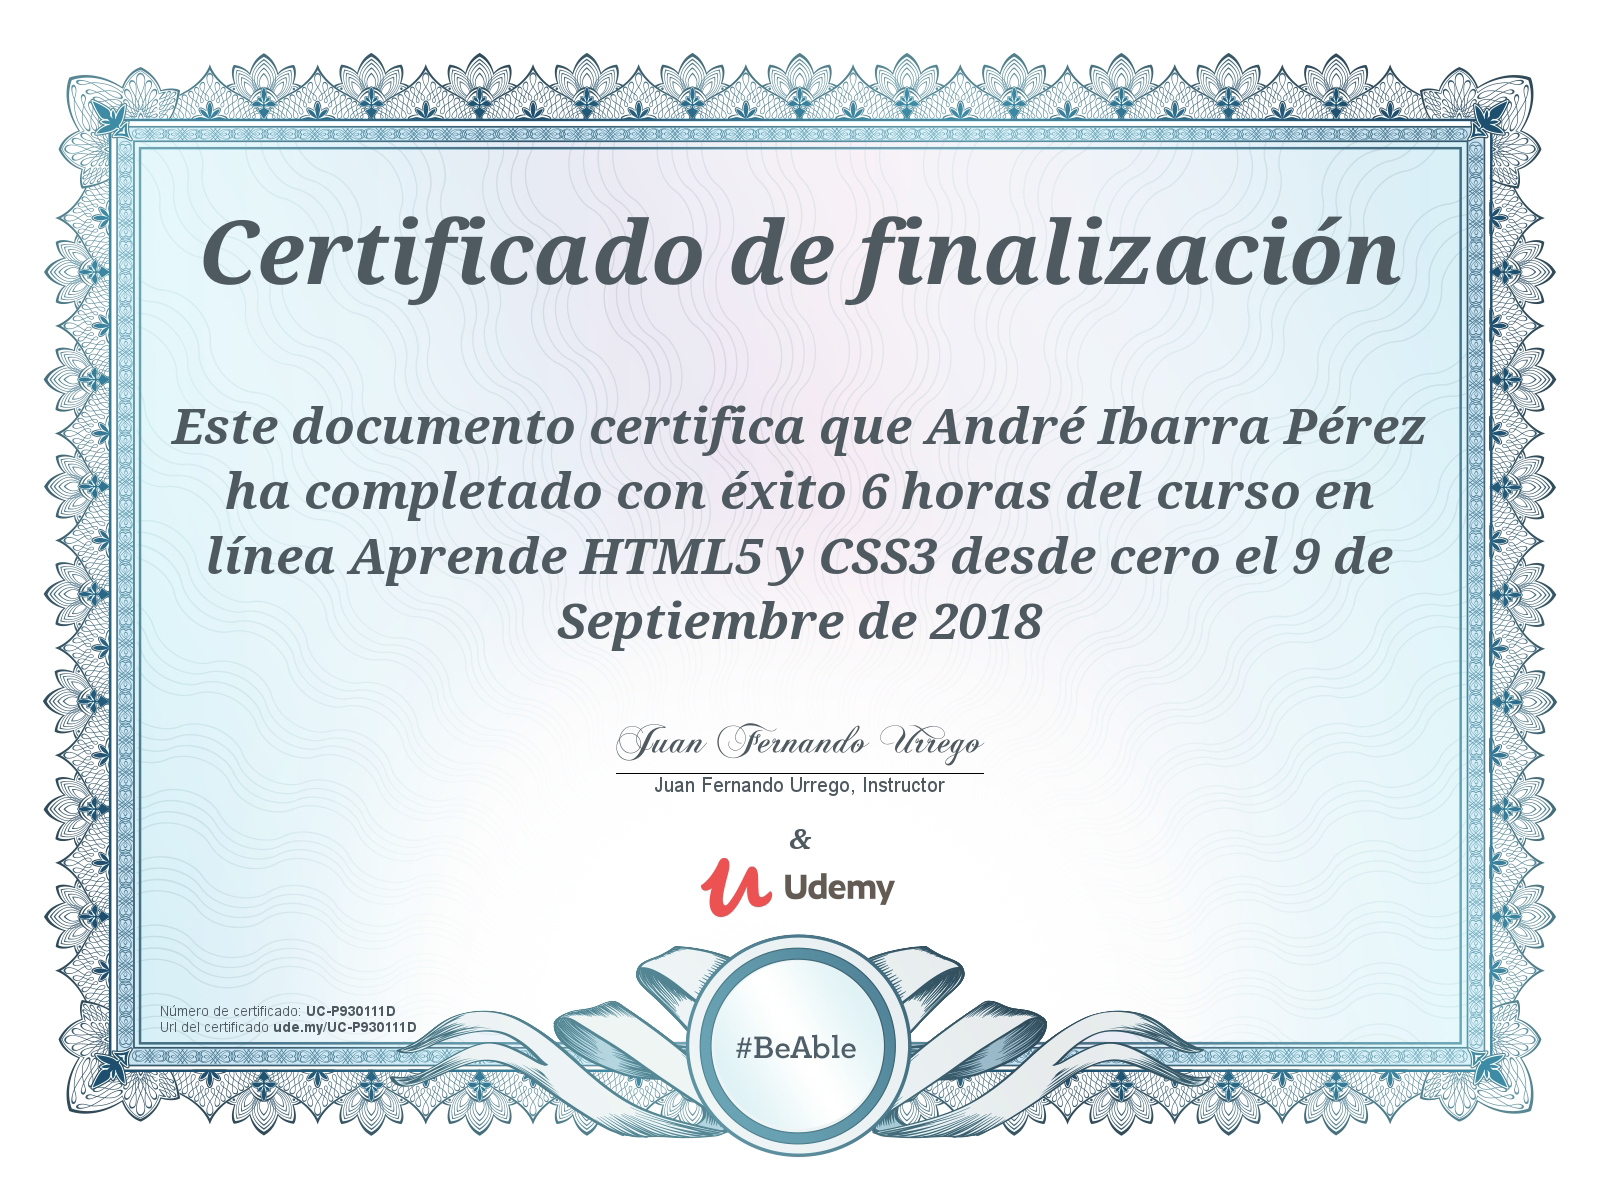 Certificado de finalización
Este documento certifica que André Ibarra Pérez
ha completado con éxito 6 horas del curso en
línea Aprende HTML5 y CSS3 desde cero el 9 de
Septiembre de 2018
Juan Fernando Urrego
Juan Fernando Urrego, Instructor
&
Udemy
Número de certificado: UC-P930111D
Url del certificado ude.my/UC-P930111D
#BeAble